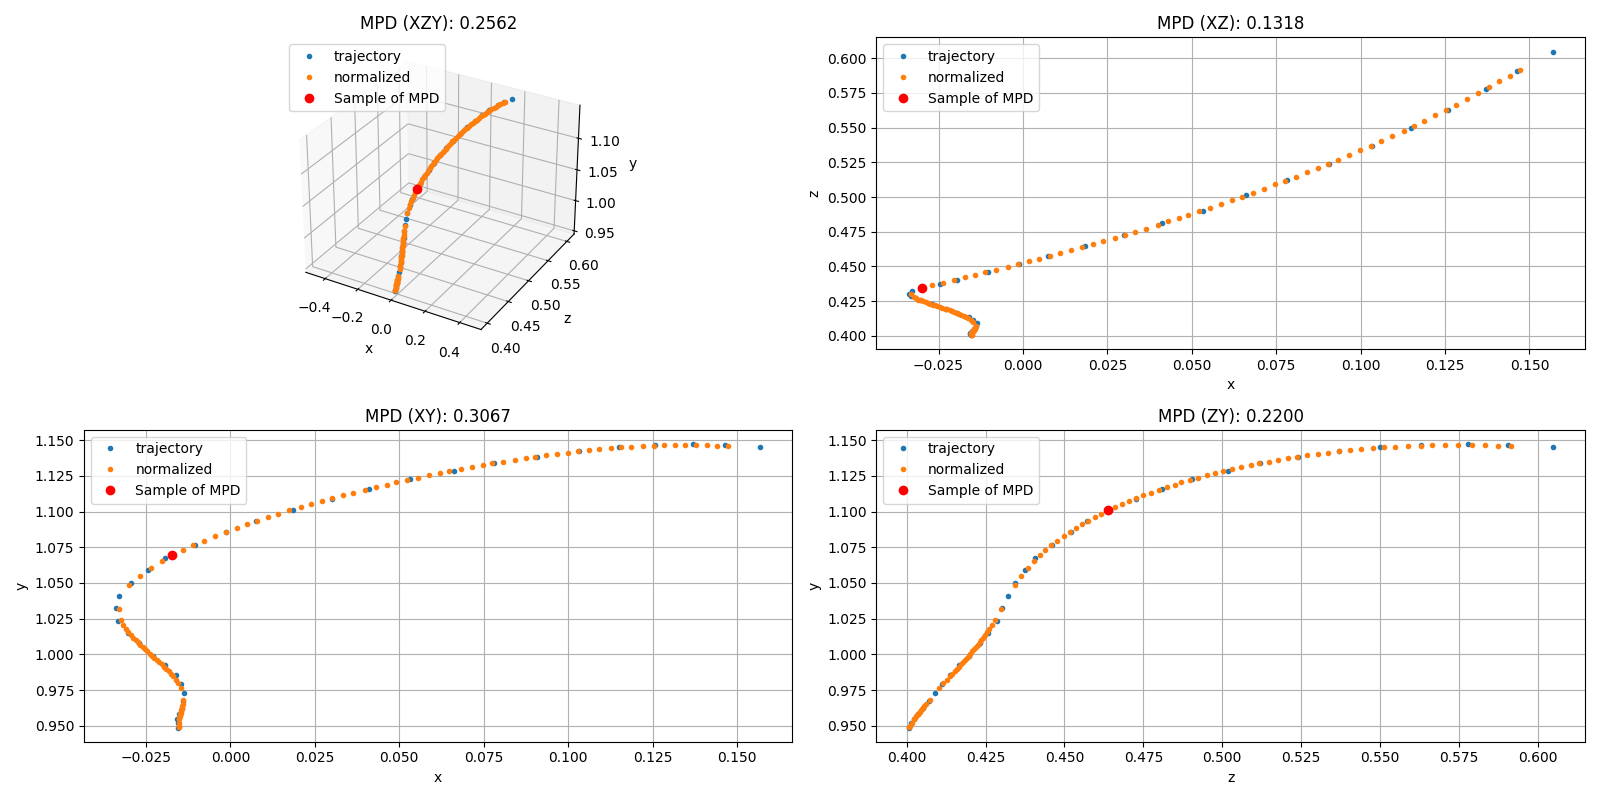 MPD (XZY): 0.2562
trajectory
normalized
Sample of MPD
1.10
1.05
1.00
0.95
y
0.60
0.55
0.50
0.45
0.40
z
−0.4
−0.2
0.0
0.2
0.4
x
MPD (XZ): 0.1318
trajectory
normalized
Sample of MPD
0.600
0.575
0.550
0.525
0.500
0.475
0.450
0.425
0.400
z
−0.025
0.000
0.025
0.050
0.075
0.100
0.125
0.150
x
MPD (XY): 0.3067
trajectory
normalized
Sample of MPD
1.150
1.125
1.100
1.075
1.050
1.025
1.000
0.975
0.950
y
−0.025
0.000
0.025
0.050
0.075
0.100
0.125
0.150
x
MPD (ZY): 0.2200
trajectory
normalized
Sample of MPD
1.150
1.125
1.100
1.075
1.050
1.025
1.000
0.975
0.950
y
0.400
0.425
0.450
0.475
0.500
0.525
0.550
0.575
0.600
z